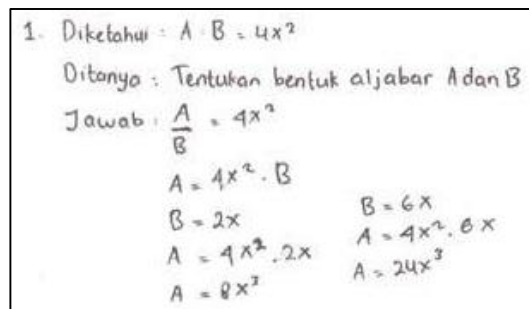 1. Diketahui : A · B = 4x²
Ditanya : Tentukan bentuk aljabar A dan B
Jawab : A/B = 4x²
A = 4x² . B
B = 2x
A = 4x² . 2x
A = 8x³
B = 6x
A = 4x² . 6x
A = 24x³